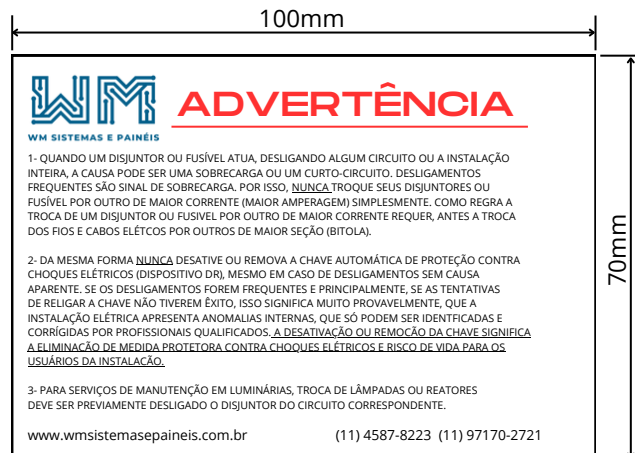 100mm
WM SISTEMAS E PAINÉIS
ADVERTÊNCIA
1- QUANDO UM DISJUNTOR OU FUSÍVEL ATUA, DESLIGANDO ALGUM CIRCUITO OU A INSTALAÇÃO
INTEIRA, A CAUSA PODE SER UMA SOBRECARGA OU UM CURTO-CIRCUITO. DESLIGAMENTOS
FREQUENTES SÃO SINAL DE SOBRECARGA. POR ISSO, NUNCA TROQUE SEUS DISJUNTORES OU
FUSÍVEL POR OUTRO DE MAIOR CORRENTE (MAIOR AMPERAGEM) SIMPLESMENTE. COMO REGRA A
TROCA DE UM DISJUNTOR OU FUSIVEL POR OUTRO DE MAIOR CORRENTE REQUER, ANTES A TROCA
DOS FIOS E CABOS ELÉTCOS POR OUTROS DE MAIOR SEÇÃO (BITOLA).
2- DA MESMA FORMA NUNCA DESATIVE OU REMOVA A CHAVE AUTOMÁTICA DE PROTEÇÃO CONTRA
CHOQUES ELÉTRICOS (DISPOSITIVO DR), MESMO EM CASO DE DESLIGAMENTOS SEM CAUSA
APARENTE. SE OS DESLIGAMENTOS FOREM FREQUENTES E PRINCIPALMENTE, SE AS TENTATIVAS
DE RELIGAR A CHAVE NÃO TIVEREM ÊXITO, ISSO SIGNIFICA MUITO PROVAVELMENTE, QUE A
INSTALAÇÃO ELÉTRICA APRESENTA ANOMALIAS INTERNAS, QUE SÓ PODEM SER IDENTFICADAS E
CORRÍGIDAS POR PROFISSIONAIS QUALIFICADOS. A DESATIVAÇÃO OU REMOCÃO DA CHAVE SIGNIFICA
A ELIMINACÃO DE MEDIDA PROTETORA CONTRA CHOQUES ELÉTRICOS E RISCO DE VIDA PARA OS
USUÁRIOS DA INSTALACÃO.
3- PARA SERVIÇOS DE MANUTENÇÃO EM LUMINÁRIAS, TROCA DE LÂMPADAS OU REATORES
DEVE SER PREVIAMENTE DESLIGADO O DISJUNTOR DO CIRCUITO CORRESPONDENTE.
www.wmsistemasepaineis.com.br (11) 4587-8223 (11) 97170-2721
70mm